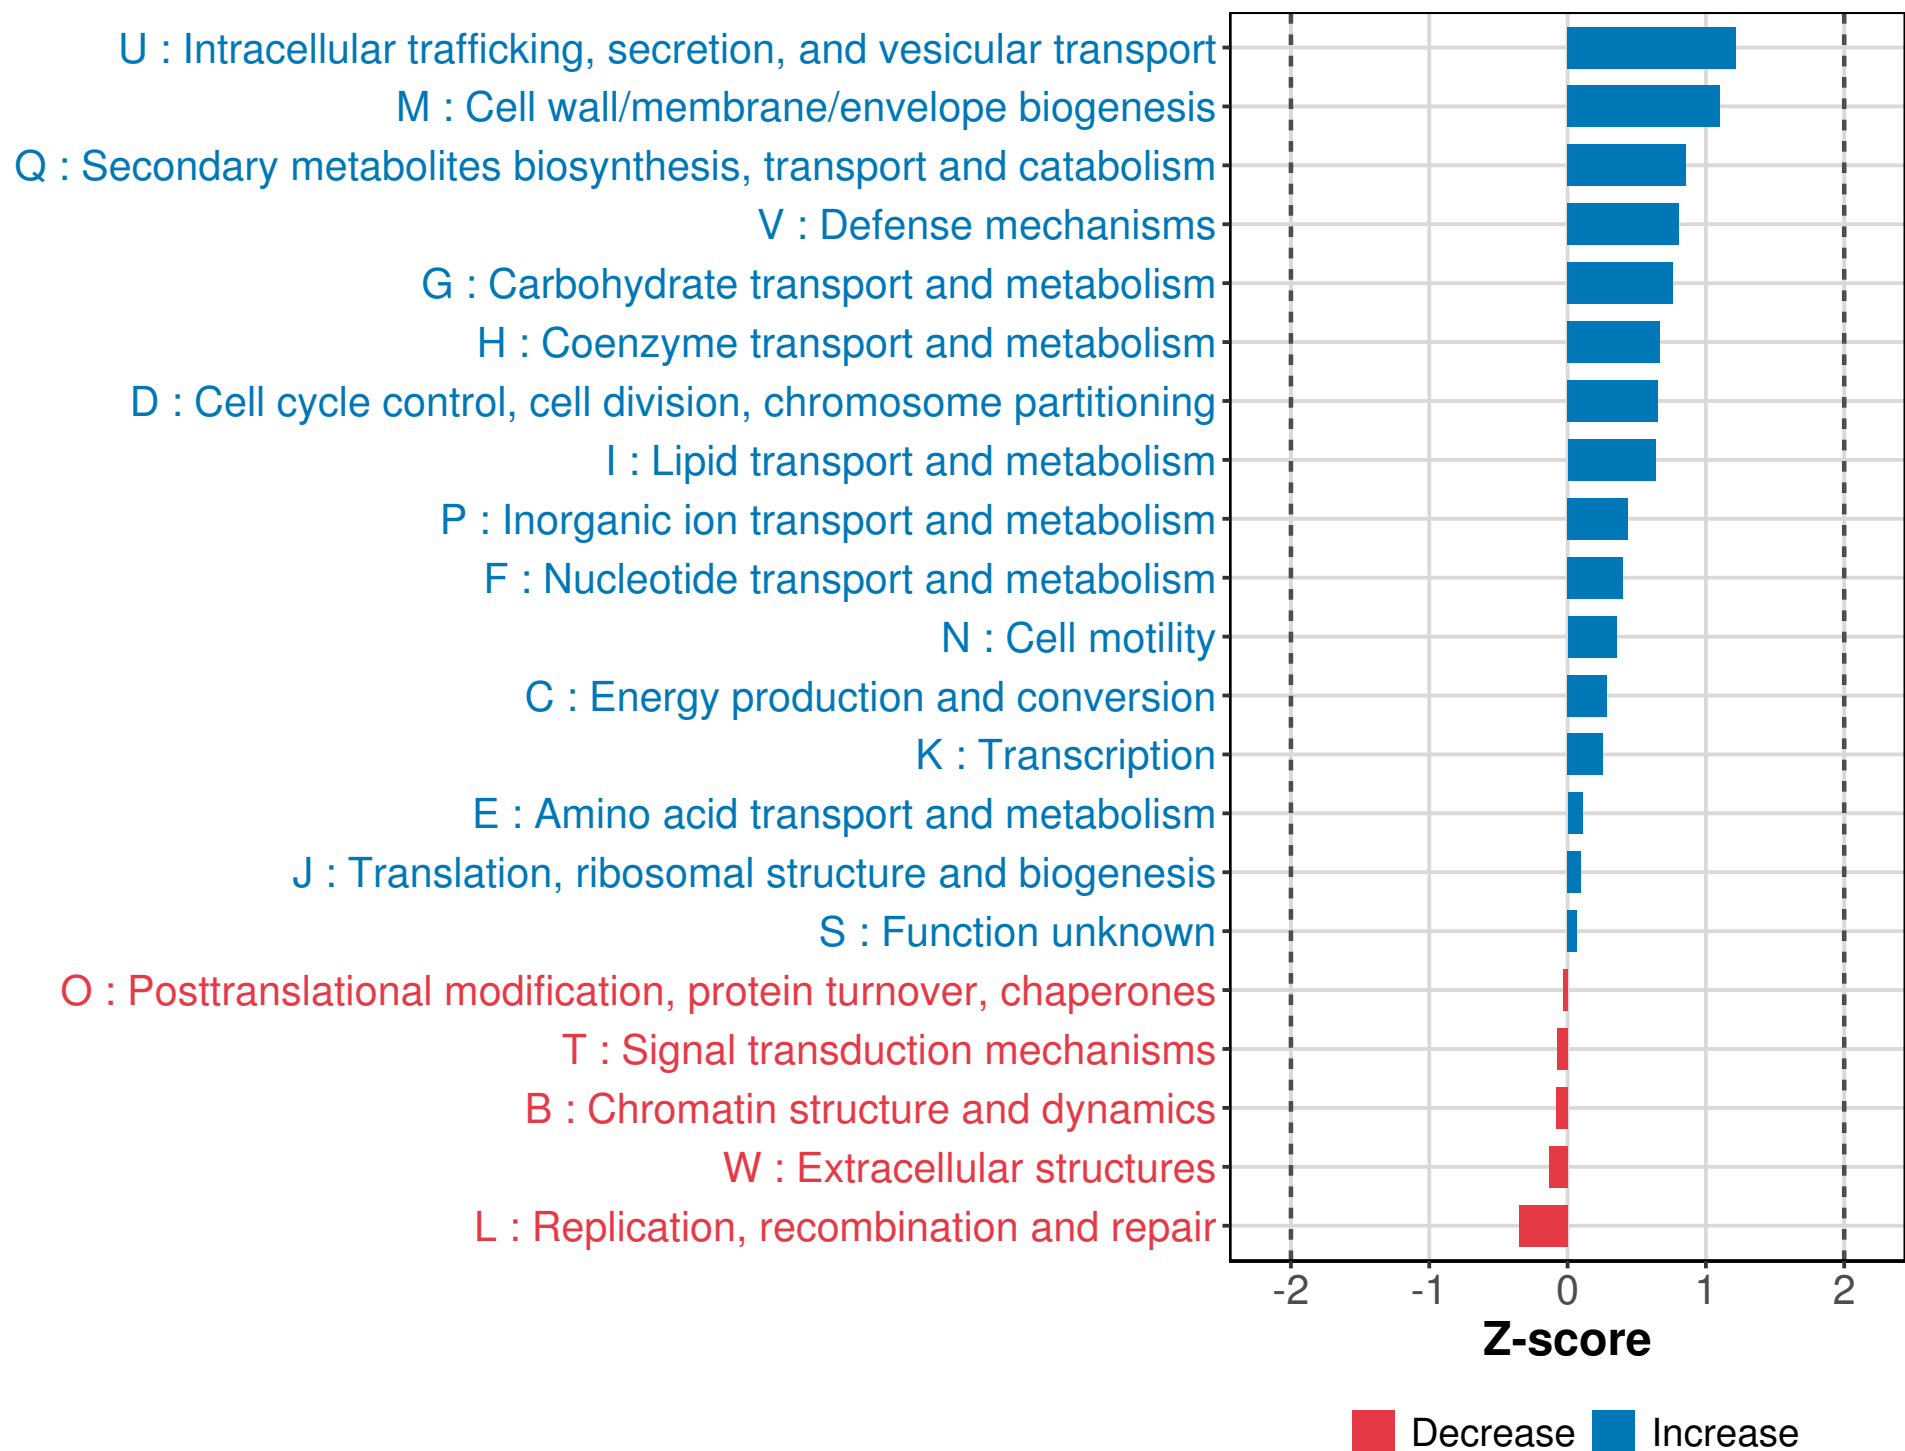 U : Intracellular trafficking, secretion, and vesicular transport
M : Cell wall/membrane/envelope biogenesis
Q : Secondary metabolites biosynthesis, transport and catabolism
V : Defense mechanisms
G : Carbohydrate transport and metabolism
H : Coenzyme transport and metabolism
D : Cell cycle control, cell division, chromosome partitioning
I : Lipid transport and metabolism
P : Inorganic ion transport and metabolism
F : Nucleotide transport and metabolism
N : Cell motility
C : Energy production and conversion
K : Transcription
E : Amino acid transport and metabolism
J : Translation, ribosomal structure and biogenesis
S : Function unknown
O : Posttranslational modification, protein turnover, chaperones
T : Signal transduction mechanisms
B : Chromatin structure and dynamics
W : Extracellular structures
L : Replication, recombination and repair
-2 -1 0 1 2
Z-score
Decrease Increase